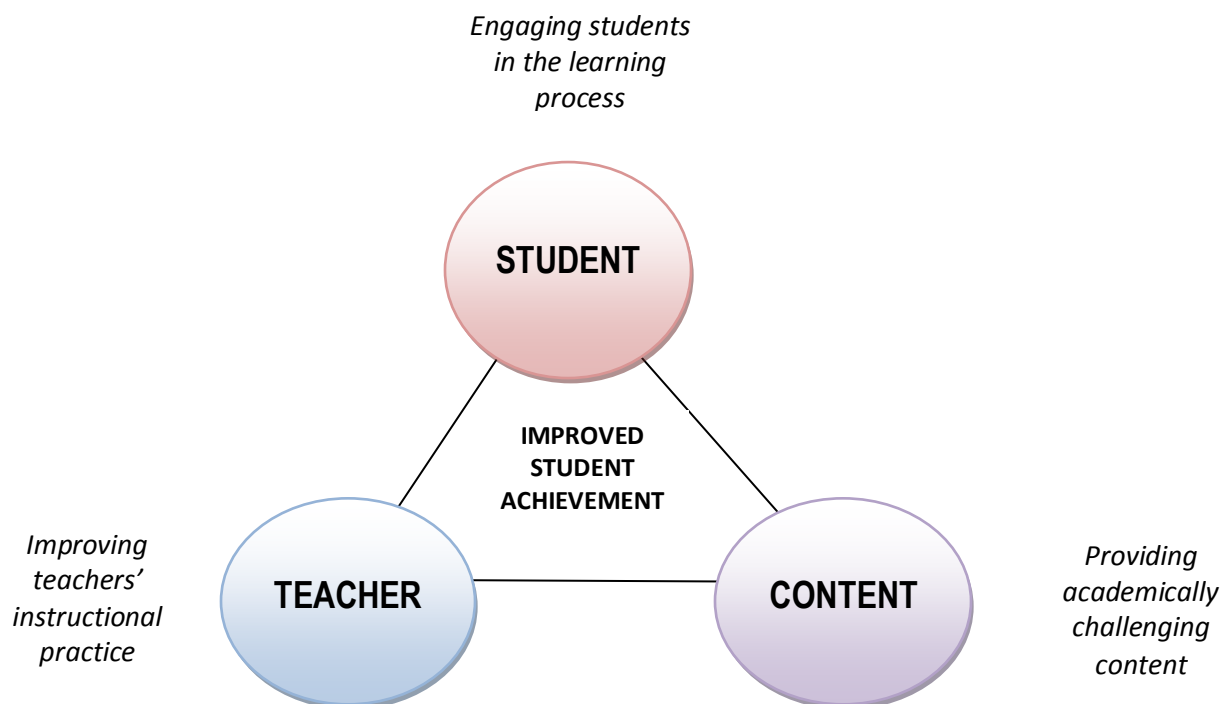 Engaging students
in the learning
process
STUDENT
IMPROVED
STUDENT
ACHIEVEMENT
Improving
teachers’
instructional
practice
TEACHER
CONTENT
Providing
academically
challenging
content